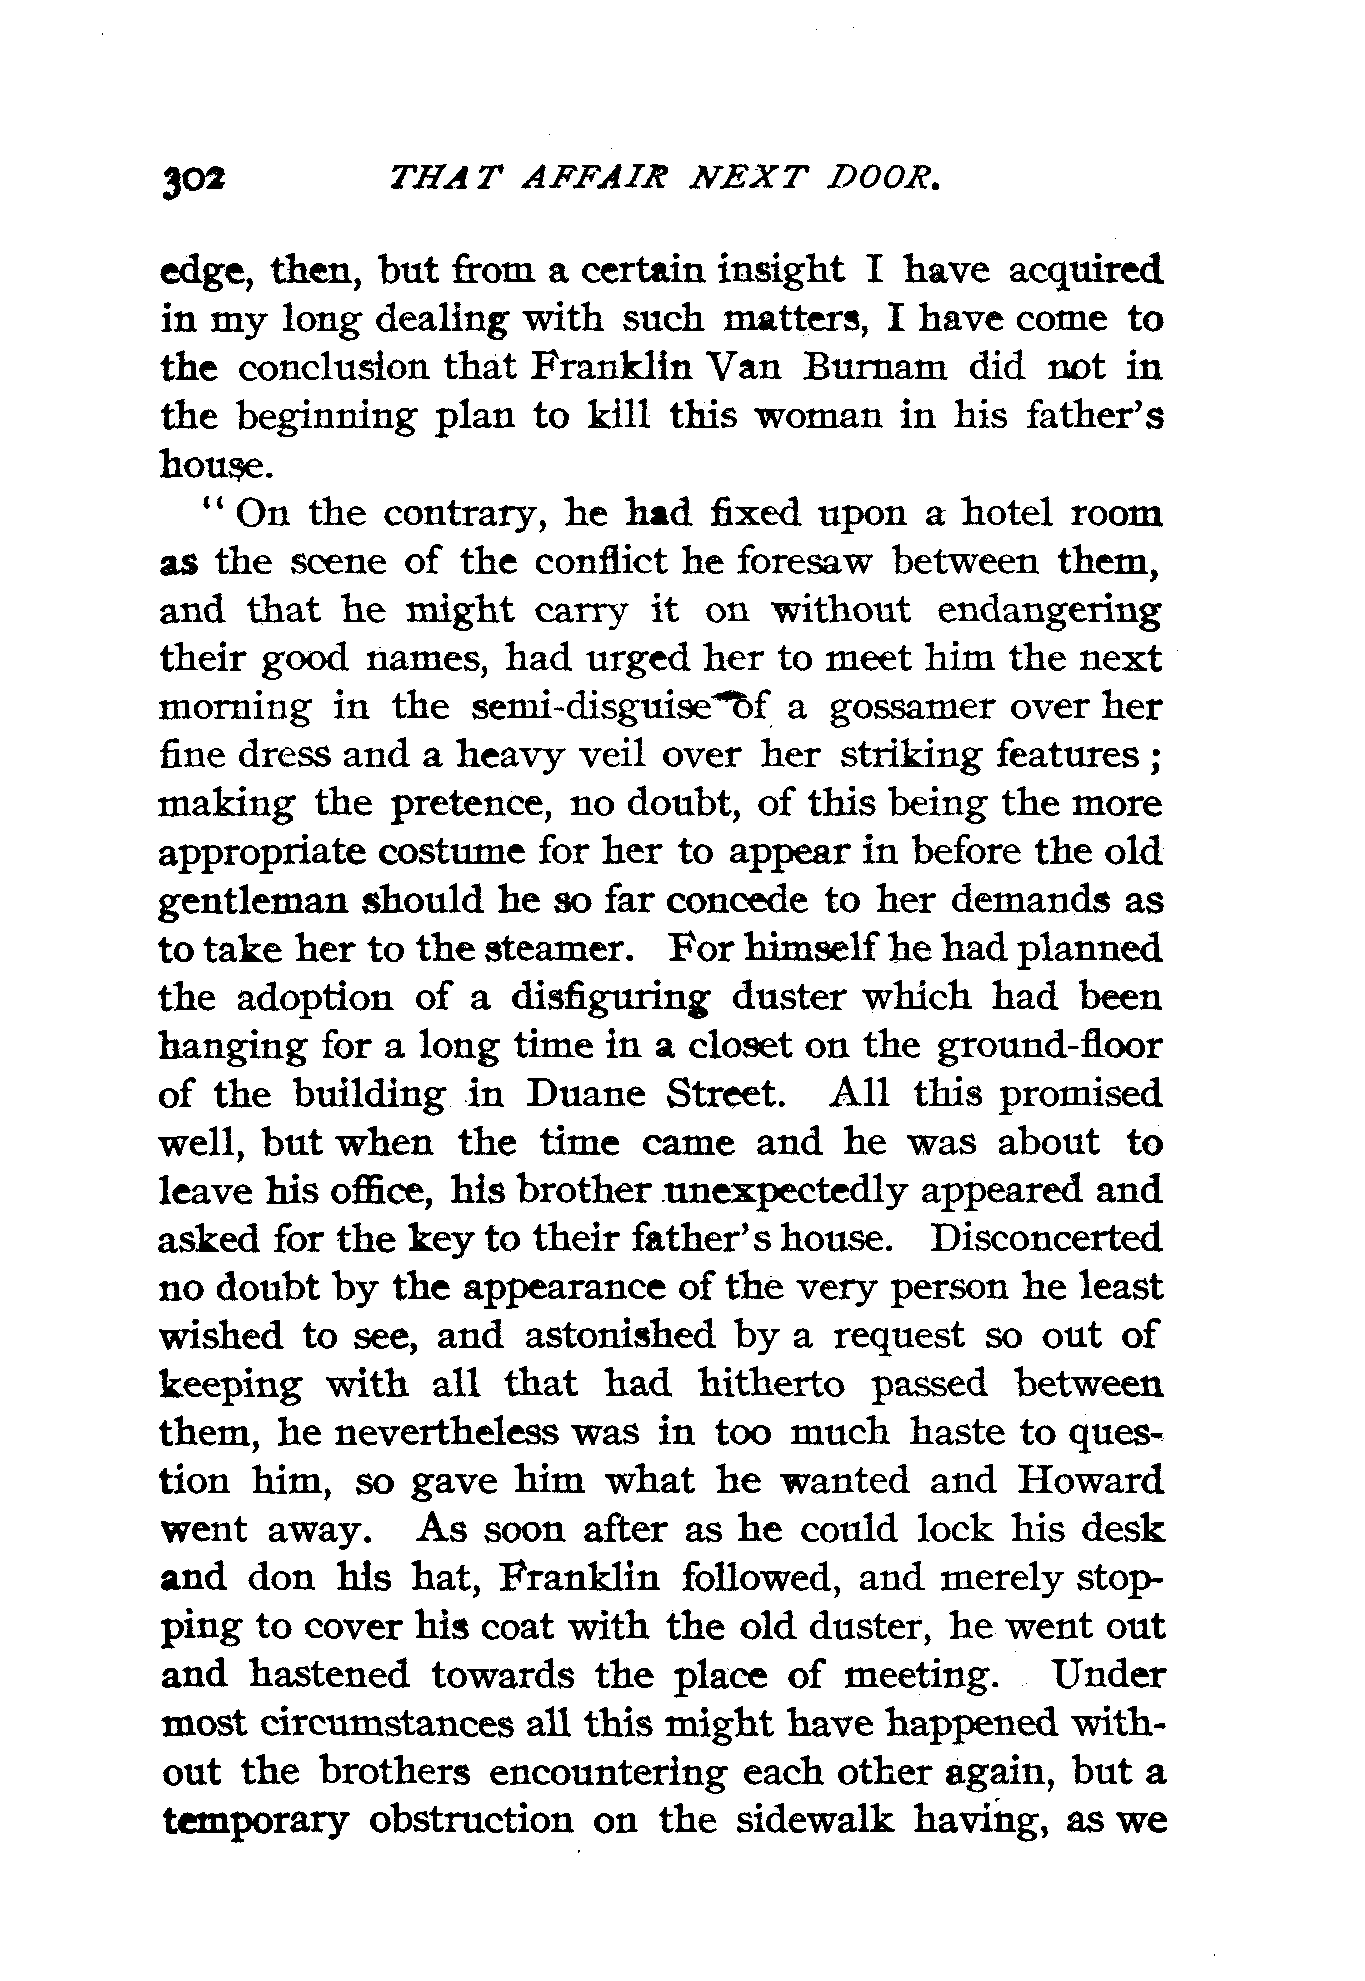 302 THAT AFFAIR NEXT DOOR.
edge, then, but from a certain insight I have acquired
in my long dealing with such matters, I have come to
the conclusion that Franklin Van Burnam did not in
the beginning plan to kill this woman in his father's
house.
"On the contrary, he had fixed upon a hotel room
as the scene of the conflict he foresaw between them,
and that he might carry it on without endangering
their good names, had urged her to meet him the next
morning in the semi-disguise of a gossamer over her
fine dress and a heavy veil over her striking features ;
making the pretence, no doubt, of this being the more
appropriate costume for her to appear in before the old
gentleman should he so far concede to her demands as
to take her to the steamer. For himself he had planned
the adoption of a disfiguring duster which had been
hanging for a long time in a closet on the ground-floor
of the building in Duane Street. All this promised
well, but when the time came and he was about to
leave his office, his brother unexpectedly appeared and
asked for the key to their father's house. Disconcerted
no doubt by the appearance of the very person he least
wished to see, and astonished by a request so out of
keeping with all that had hitherto passed between
them, he nevertheless was in too much haste to ques-
tion him, so gave him what he wanted and Howard
went away. As soon after as he could lock his desk
and don his hat, Franklin followed, and merely stop-
ping to cover his coat with the old duster, he went out
and hastened towards the place of meeting. Under
most circumstances all this might have happened with-
out the brothers encountering each other again, but a
temporary obstruction on the sidewalk having, as we